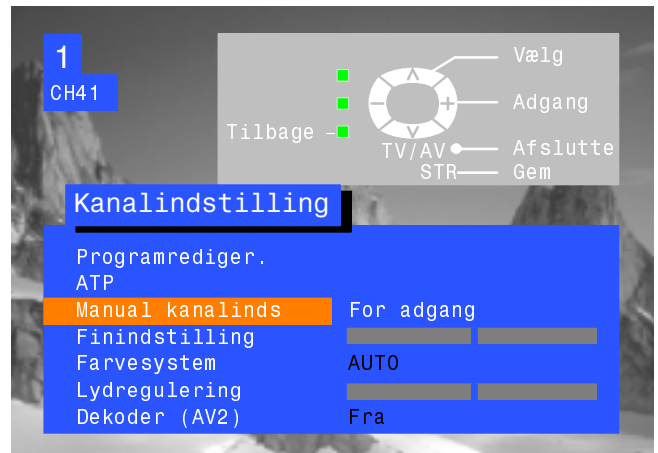 1
CH41
Vælg
Adgang
Tilbage
TV/AV Afslutte
STR Gem
Kanalindstilling
Programrediger.
ATP
Manual kanalinds For adgang
Finindstilling
Farvesystem AUTO
Lydregulering
Dekoder (AV2) Fra